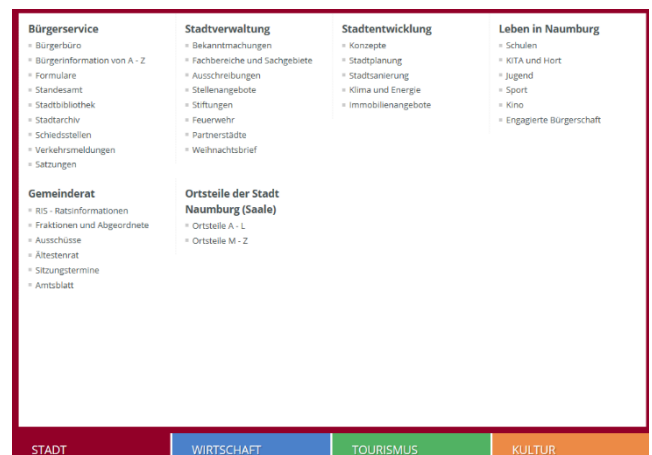 Bürgerservice
Bürgerbüro
Bürgerinformation von A - Z
Formulare
Standesamt
Stadtbibliothek
Stadtarchiv
Schiedsstellen
Verkehrsmeldungen
Satzungen
Stadtverwaltung
Bekanntmachungen
Fachbereiche und Sachgebiete
Ausschreibungen
Stellenangebote
Stiftungen
Feuerwehr
Partnerstädte
Weihnachtsbrief
Stadtentwicklung
Konzepte
Stadtplanung
Stadtsanierung
Klima und Energie
Immobilienangebote
Leben in Naumburg
Schulen
KITA und Hort
Jugend
Sport
Kino
Engagierte Bürgerschaft
Gemeinderat
RIS - Ratsinformationen
Fraktionen und Abgeordnete
Ausschüsse
Ältestenrat
Sitzungstermine
Amtsblatt
Ortsteile der Stadt
Naumburg (Saale)
Ortsteile A - L
Ortsteile M - Z
STADT
WIRTSCHAFT
TOURISMUS
KULTUR